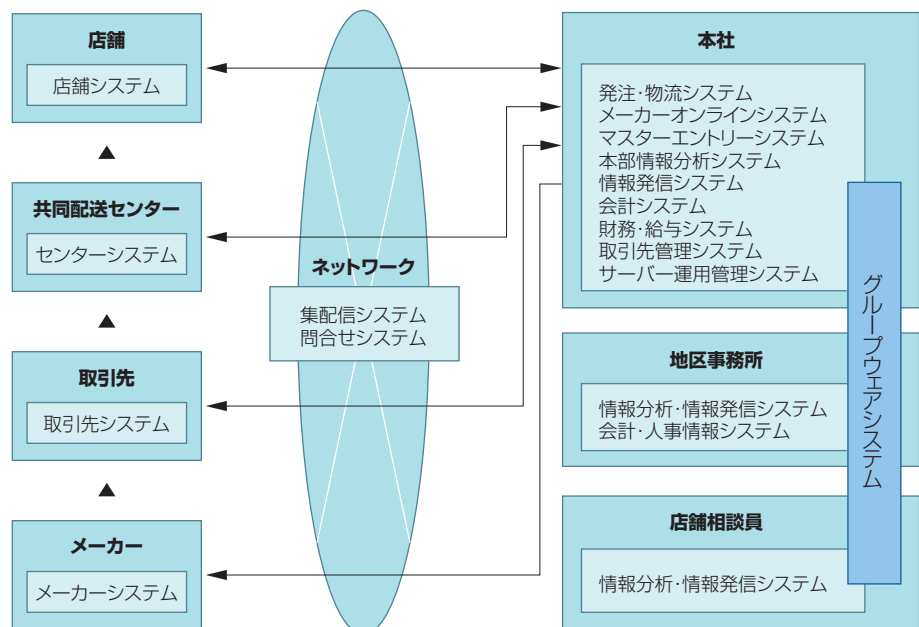 店舗
店舗システム
▲
共同配送センター
センターシステム
▲
取引先
取引先システム
▲
メーカー
メーカーシステム
ネットワーク
集配信システム
問合せシステム
本社
発注・物流システム
メーカーオンラインシステム
マスターエントリーシステム
本部情報分析システム
情報発信システム
会計システム
財務・給与システム
取引先管理システム
サーバー運用管理システム
地区事務所
情報分析・情報発信システム
会計・人事情報システム
店舗相談員
情報分析・情報発信システム
グループウェアシステム